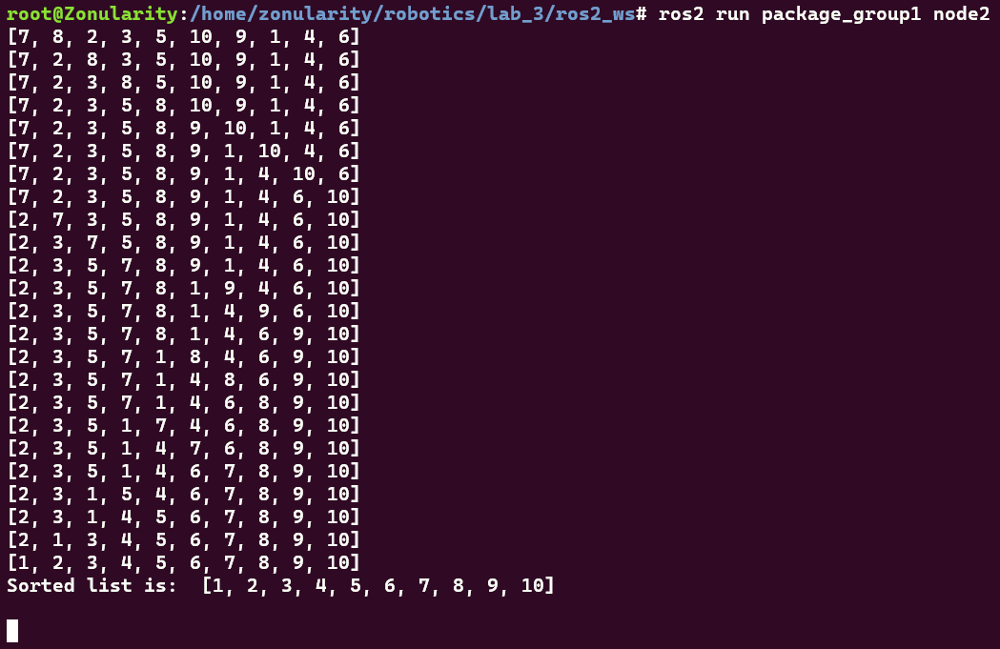 root@Zonularity:/home/zonularity/robotics/lab_3/ros2_ws# ros2 run package_group1 node2
[7, 8, 2, 3, 5, 10, 9, 1, 4, 6]
[7, 2, 8, 3, 5, 10, 9, 1, 4, 6]
[7, 2, 3, 8, 5, 10, 9, 1, 4, 6]
[7, 2, 3, 5, 8, 10, 9, 1, 4, 6]
[7, 2, 3, 5, 8, 9, 10, 1, 4, 6]
[7, 2, 3, 5, 8, 9, 1, 10, 4, 6]
[7, 2, 3, 5, 8, 9, 1, 4, 10, 6]
[7, 2, 3, 5, 8, 9, 1, 4, 6, 10]
[2, 7, 3, 5, 8, 9, 1, 4, 6, 10]
[2, 3, 7, 5, 8, 9, 1, 4, 6, 10]
[2, 3, 5, 7, 8, 9, 1, 4, 6, 10]
[2, 3, 5, 7, 8, 1, 9, 4, 6, 10]
[2, 3, 5, 7, 8, 1, 4, 9, 6, 10]
[2, 3, 5, 7, 8, 1, 4, 6, 9, 10]
[2, 3, 5, 7, 1, 8, 4, 6, 9, 10]
[2, 3, 5, 7, 1, 4, 8, 6, 9, 10]
[2, 3, 5, 7, 1, 4, 6, 8, 9, 10]
[2, 3, 5, 1, 7, 4, 6, 8, 9, 10]
[2, 3, 5, 1, 4, 7, 6, 8, 9, 10]
[2, 3, 5, 1, 4, 6, 7, 8, 9, 10]
[2, 3, 1, 5, 4, 6, 7, 8, 9, 10]
[2, 3, 1, 4, 5, 6, 7, 8, 9, 10]
[2, 1, 3, 4, 5, 6, 7, 8, 9, 10]
[1, 2, 3, 4, 5, 6, 7, 8, 9, 10]
Sorted list is:  [1, 2, 3, 4, 5, 6, 7, 8, 9, 10]